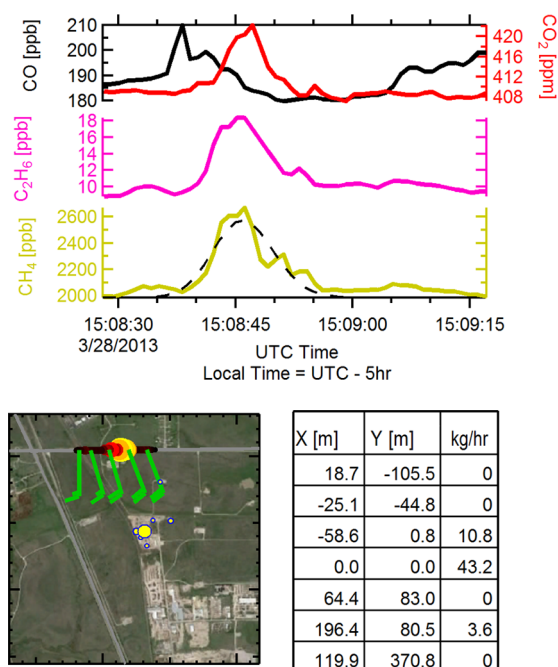 CO [ppb]
210
200
190
180
CO₂ [ppm]
420
416
412
408
C₂H₆ [ppb]
18
16
14
12
10
CH₄ [ppb]
2600
2400
2200
2000
15:08:30 15:08:45 15:09:00 15:09:15
3/28/2013
UTC Time
Local Time = UTC - 5hr
X [m] Y [m] kg/hr
18.7 -105.5 0
-25.1 -44.8 0
-58.6 0.8 10.8
0.0 0.0 43.2
64.4 83.0 0
196.4 80.5 3.6
119.9 370.8 0